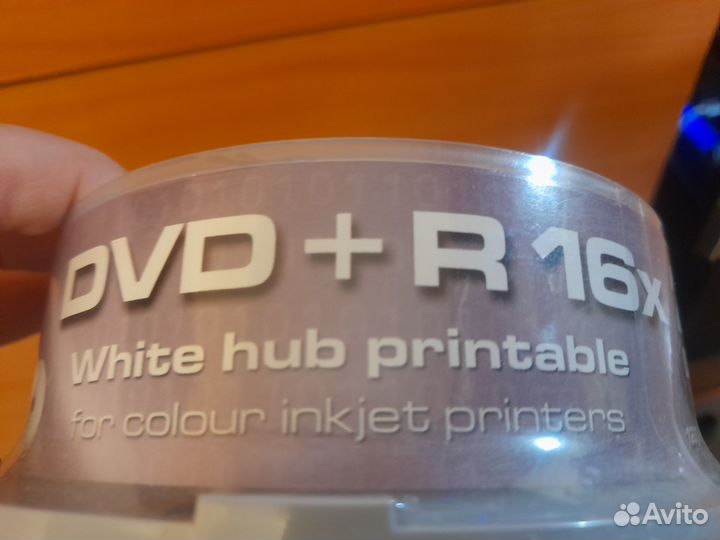 DVD+R 16x
White hub printable
for colour inkjet printers
Avito